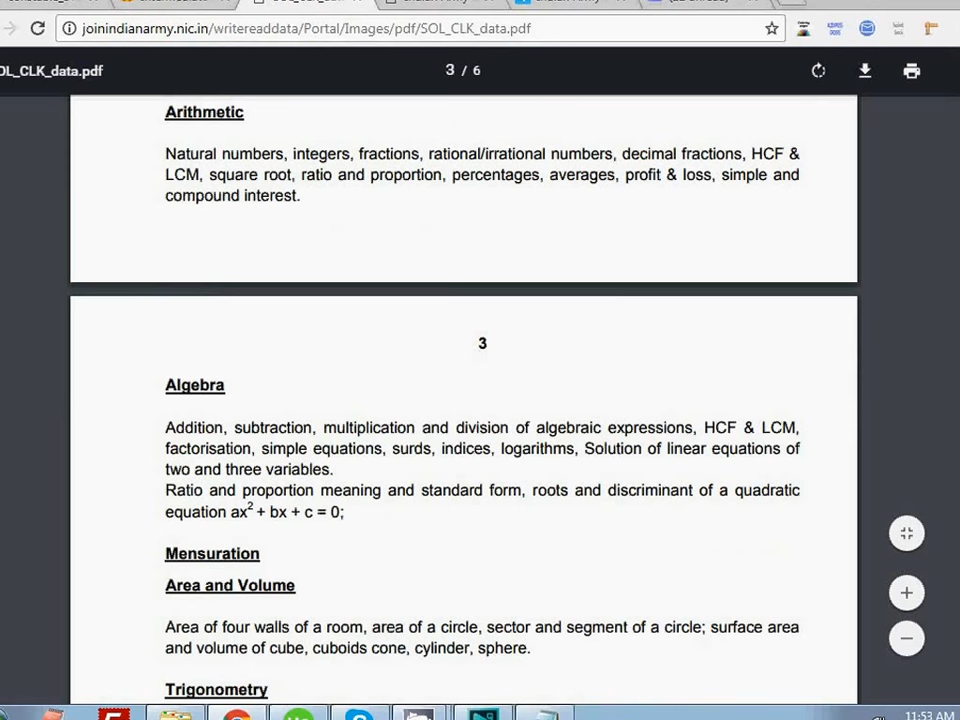 joinindianarmy.nic.in/writereaddata/Portal/Images/pdf/SOL_CLK_data.pdf
OL_CLK_data.pdf
3 / 6
Arithmetic
Natural numbers, integers, fractions, rational/irrational numbers, decimal fractions, HCF &
LCM, square root, ratio and proportion, percentages, averages, profit & loss, simple and
compound interest.
3
Algebra
Addition, subtraction, multiplication and division of algebraic expressions, HCF & LCM,
factorisation, simple equations, surds, indices, logarithms, Solution of linear equations of
two and three variables.
Ratio and proportion meaning and standard form, roots and discriminant of a quadratic
equation ax² + bx + c = 0;
Mensuration
Area and Volume
Area of four walls of a room, area of a circle, sector and segment of a circle; surface area
and volume of cube, cuboids cone, cylinder, sphere.
Trigonometry
11:53 AM